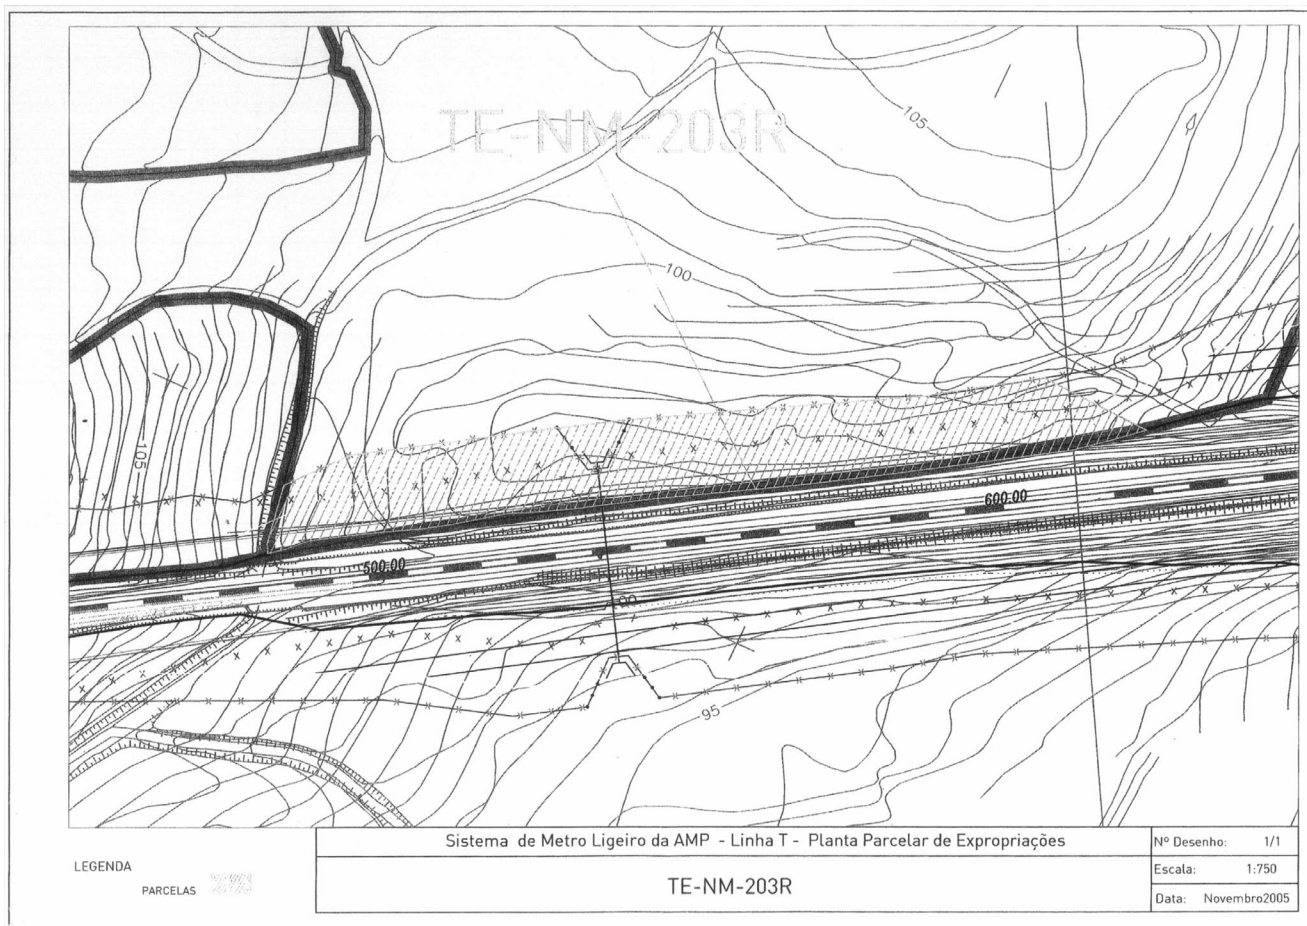 TE-NM-203R
105
100
105
600.00
500.00
100
95
Sistema de Metro Ligeiro da AMP - Linha T - Planta Parcelar de Expropriações
TE-NM-203R
Nº Desenho: 1/1
Escala: 1:750
Data: Novembro2005
LEGENDA
PARCELAS